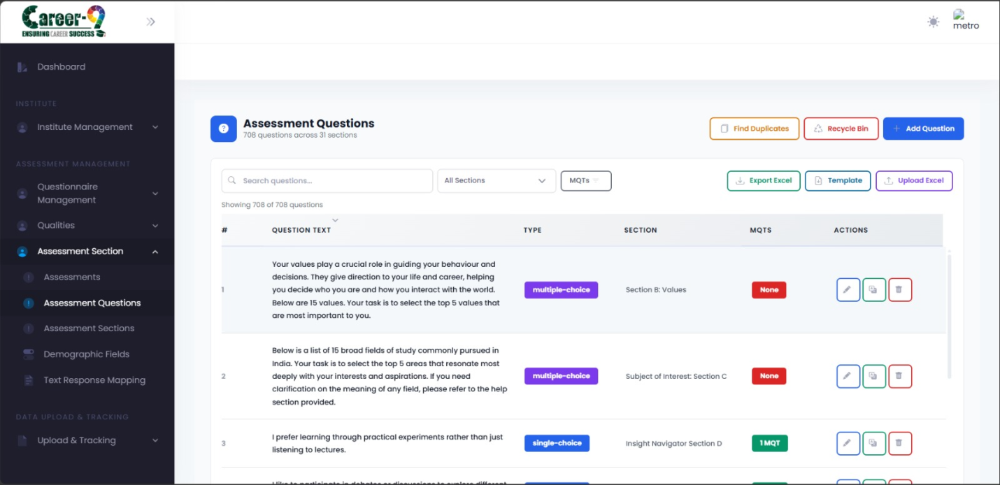 Career-9
ENSURING CAREER SUCCESS
metro
Dashboard
INSTITUTE
Institute Management
ASSESSMENT MANAGEMENT
Questionnaire
Management
Qualities
Assessment Section
Assessments
Assessment Questions
Assessment Sections
Demographic Fields
Text Response Mapping
DATA UPLOAD & TRACKING
Upload & Tracking
Assessment Questions
708 questions across 31 sections
Find Duplicates
Recycle Bin
Add Question
Search questions...
All Sections
MQTs
Export Excel
Template
Upload Excel
Showing 708 of 708 questions
# QUESTION TEXT TYPE SECTION MQTS ACTIONS
Your values play a crucial role in guiding your behaviour and
decisions. They give direction to your life and career, helping
1 you decide who you are and how you interact with the world. multiple-choice Section B: Values None
Below are 15 values. Your task is to select the top 5 values that
are most important to you.
Below is a list of 15 broad fields of study commonly pursued in
India. Your task is to select the top 5 areas that resonate most
2 deeply with your interests and aspirations. If you need multiple-choice Subject of Interest: Section C None
clarification on the meaning of any field, please refer to the help
section provided.
3 I prefer learning through practical experiments rather than just single-choice Insight Navigator Section D 1 MQT
listening to lectures.
I like to participate in debates or discussions to explore different